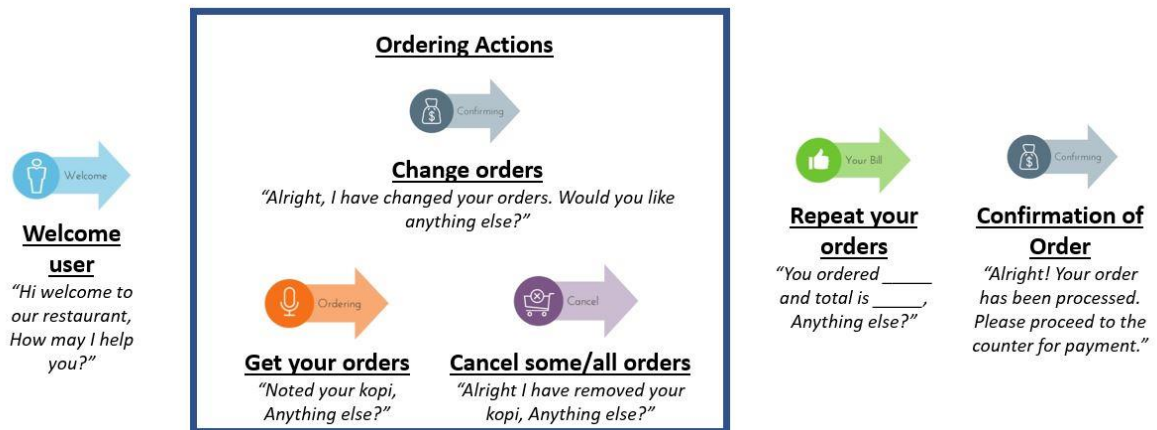 Welcome
Welcome
user
“Hi welcome to
our restaurant,
How may I help
you?”
Ordering Actions
Confirming
Change orders
“Alright, I have changed your orders. Would you like
anything else?”
Ordering
Get your orders
“Noted your kopi,
Anything else?”
Cancel
Cancel some/all orders
“Alright I have removed your
kopi, Anything else?”
Your Bill
Repeat your
orders
“You ordered _____
and total is _____,
Anything else?”
Confirming
Confirmation of
Order
“Alright! Your order
has been processed.
Please proceed to the
counter for payment.”